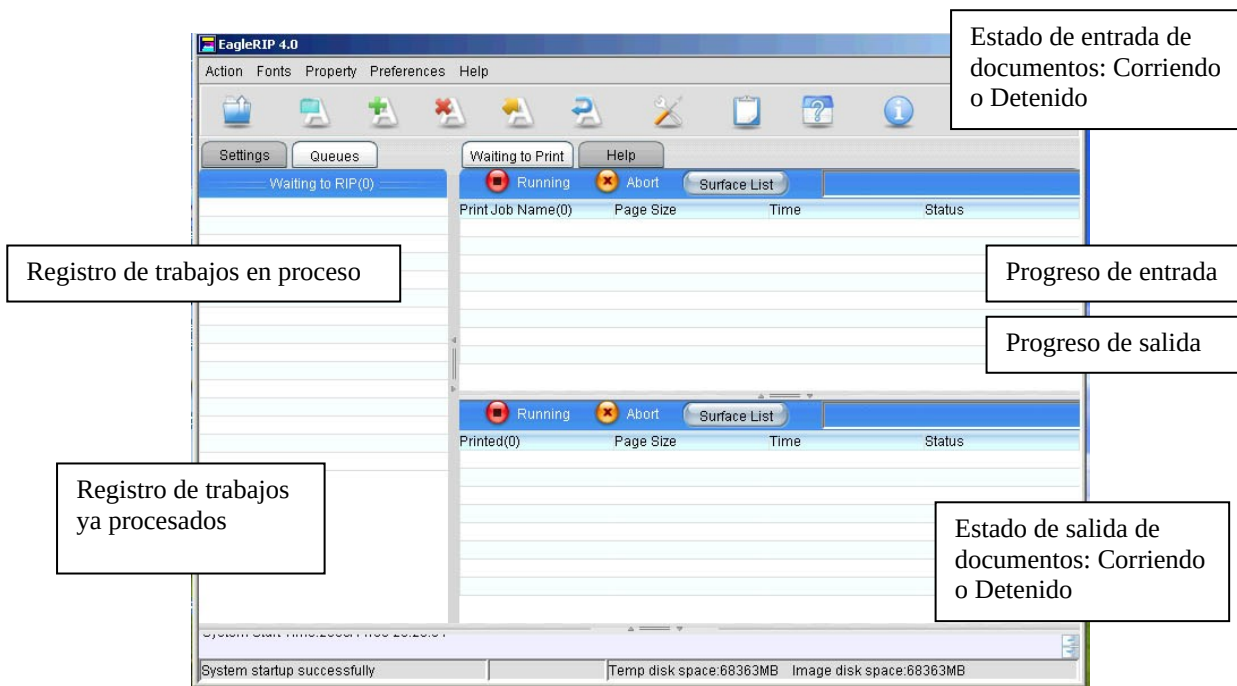 EagleRIP 4.0
Estado de entrada de
documentos: Corriendo
o Detenido
Action Fonts Property Preferences Help
Settings Queues Waiting to Print Help
Waiting to RIP(0)
Running Abort Surface List
Print Job Name(0) Page Size Time Status
Registro de trabajos en proceso
Progreso de entrada
Progreso de salida
Running Abort Surface List
Printed(0) Page Size Time Status
Registro de trabajos
ya procesados
Estado de salida de
documentos: Corriendo
o Detenido
System Start
System startup successfully Temp disk space:68363MB Image disk space:68363MB